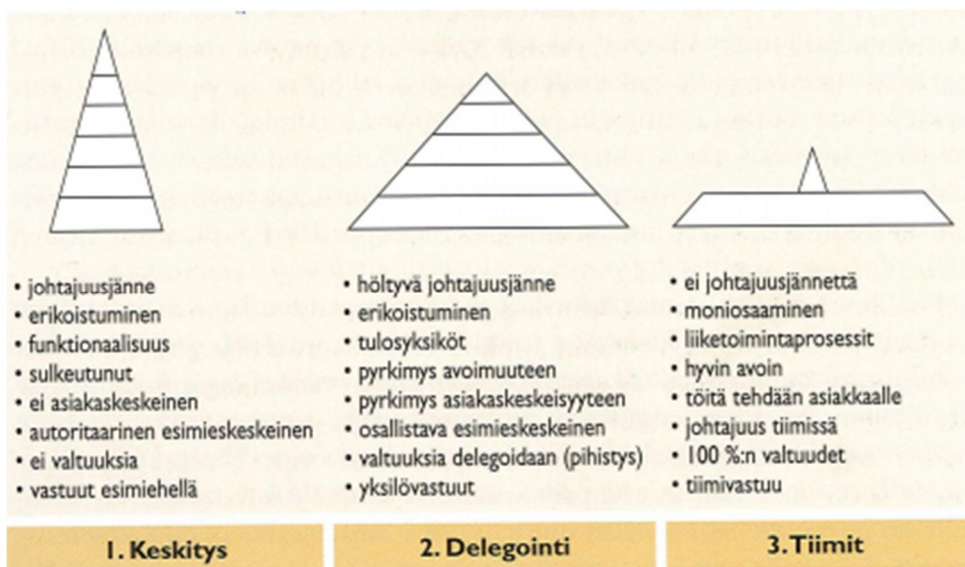 • johtajuusjänne
• erikoistuminen
• funktionaalisuus
• sulkeutunut
• ei asiakaskeskeinen
• autoritaarinen esimieskeskeinen
• ei valtuuksia
• vastuut esimiehellä
1. Keskitys
• höltyvä johtajuusjänne
• erikoistuminen
• tulosyksiköt
• pyrkimys avoimuuteen
• pyrkimys asiakaskeskeisyyteen
• osallistava esimieskeskeinen
• valtuuksia delegoidaan (pihistys)
• yksilövastuut
2. Delegointi
• ei johtajuusjännettä
• moniosaaminen
• liiketoimintaprosessit
• hyvin avoin
• töitä tehdään asiakkaalle
• johtajuus tiimissä
• 100 %:n valtuudet
• tiimivastuu
3. Tiimit